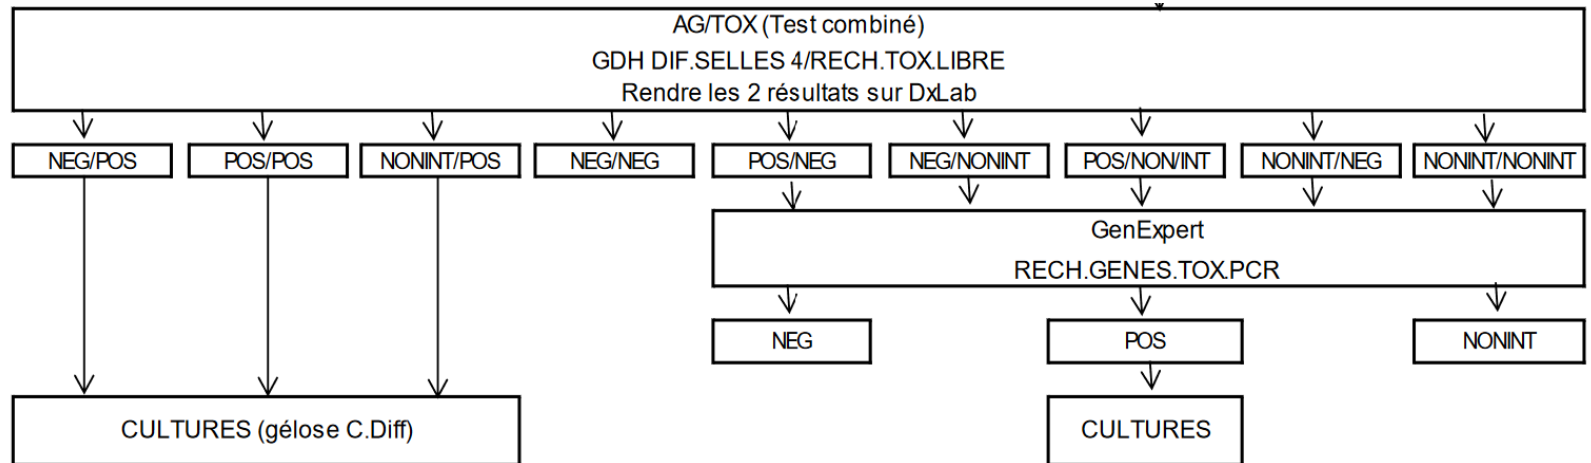 AG/TOX (Test combiné)
GDH DIF.SELLES 4/RECH.TOX.LIBRE
Rendre les 2 résultats sur DxLab
NEG/POS
POS/POS
NONINT/POS
NEG/NEG
POS/NEG
NEG/NONINT
POS/NON/INT
NONINT/NEG
NONINT/NONINT
GenExpert
RECH.GENES.TOX.PCR
NEG
POS
NONINT
CULTURES (gélose C.Diff)
CULTURES